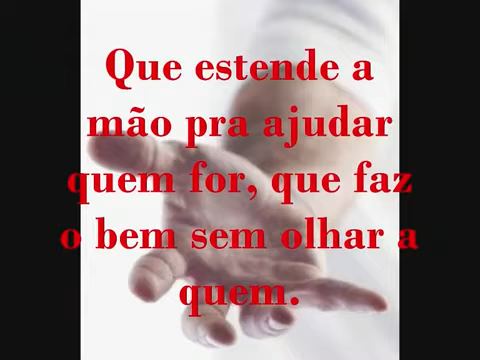 Que estende a
mão pra ajudar
quem for, que faz
o bem sem olhar a
quem.